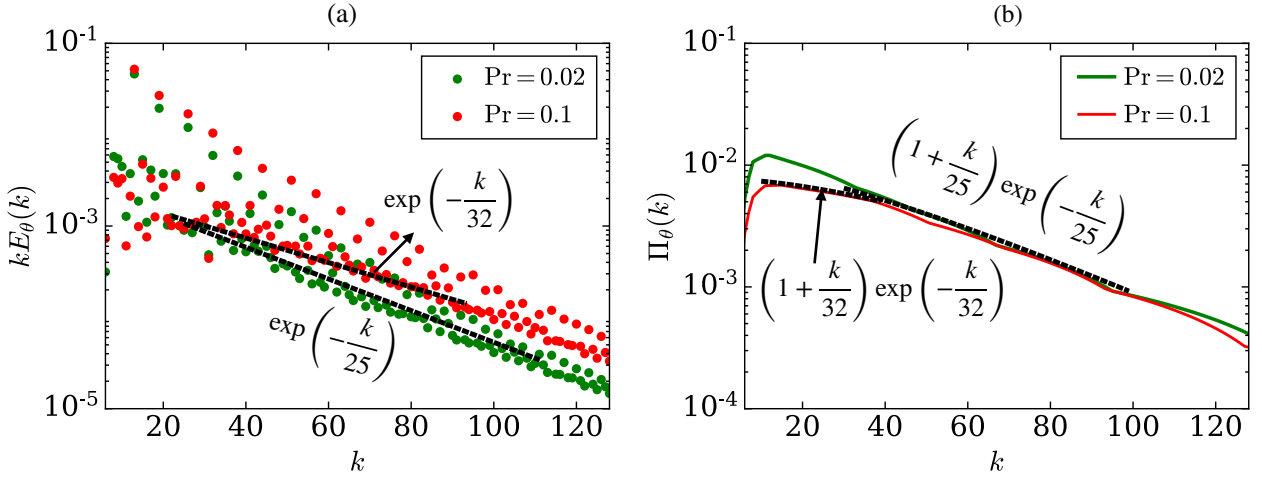 (a)
10^{-1}
10^{-3}
10^{-5}
kE_θ(k)
Pr = 0.02
Pr = 0.1
exp(-k/32)
exp(-k/25)
20 40 60 80 100 120
k
(b)
10^{-1}
10^{-2}
10^{-3}
10^{-4}
Π_θ(k)
Pr = 0.02
Pr = 0.1
(1 + k/25) exp(-k/25)
(1 + k/32) exp(-k/32)
20 40 60 80 100 120
k